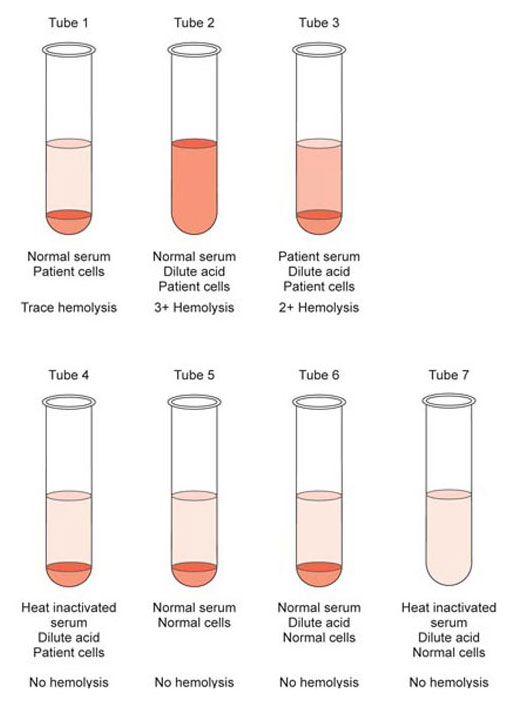 Tube 1
Tube 2
Tube 3
Normal serum
Patient cells
Trace hemolysis
Normal serum
Dilute acid
Patient cells
3+ Hemolysis
Patient serum
Dilute acid
Patient cells
2+ Hemolysis
Tube 4
Tube 5
Tube 6
Tube 7
Heat inactivated
serum
Dilute acid
Patient cells
No hemolysis
Normal serum
Normal cells
No hemolysis
Normal serum
Dilute acid
Normal cells
No hemolysis
Heat inactivated
serum
Dilute acid
Normal cells
No hemolysis